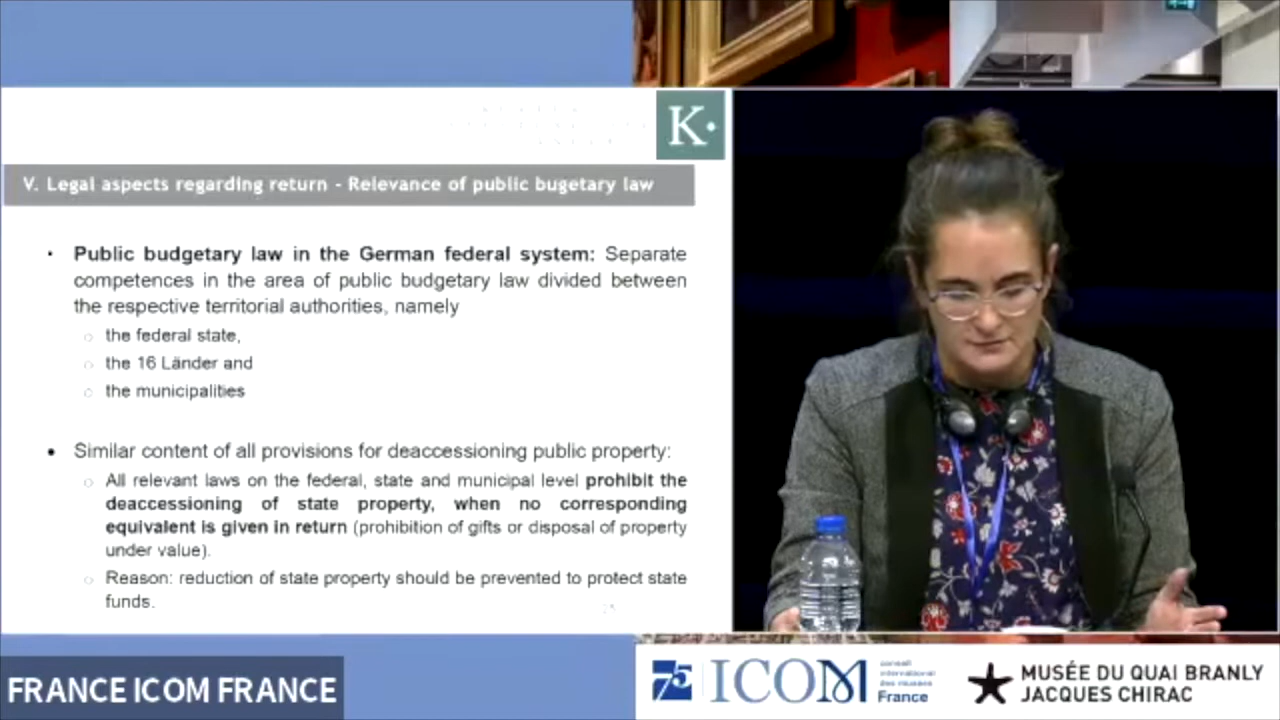 K.
V. Legal aspects regarding return - Relevance of public bugetary law
• Public budgetary law in the German federal system: Separate
competences in the area of public budgetary law divided between
the respective territorial authorities, namely
○ the federal state,
○ the 16 Länder and
○ the municipalities
• Similar content of all provisions for deaccessioning public property:
○ All relevant laws on the federal, state and municipal level prohibit the
deaccessioning of state property, when no corresponding
equivalent is given in return (prohibition of gifts or disposal of property
under value).
○ Reason: reduction of state property should be prevented to protect state
funds.
FRANCE ICOM FRANCE
75
ICOM
conseil
international
des musées
France
MUSÉE DU QUAI BRANLY
JACQUES CHIRAC